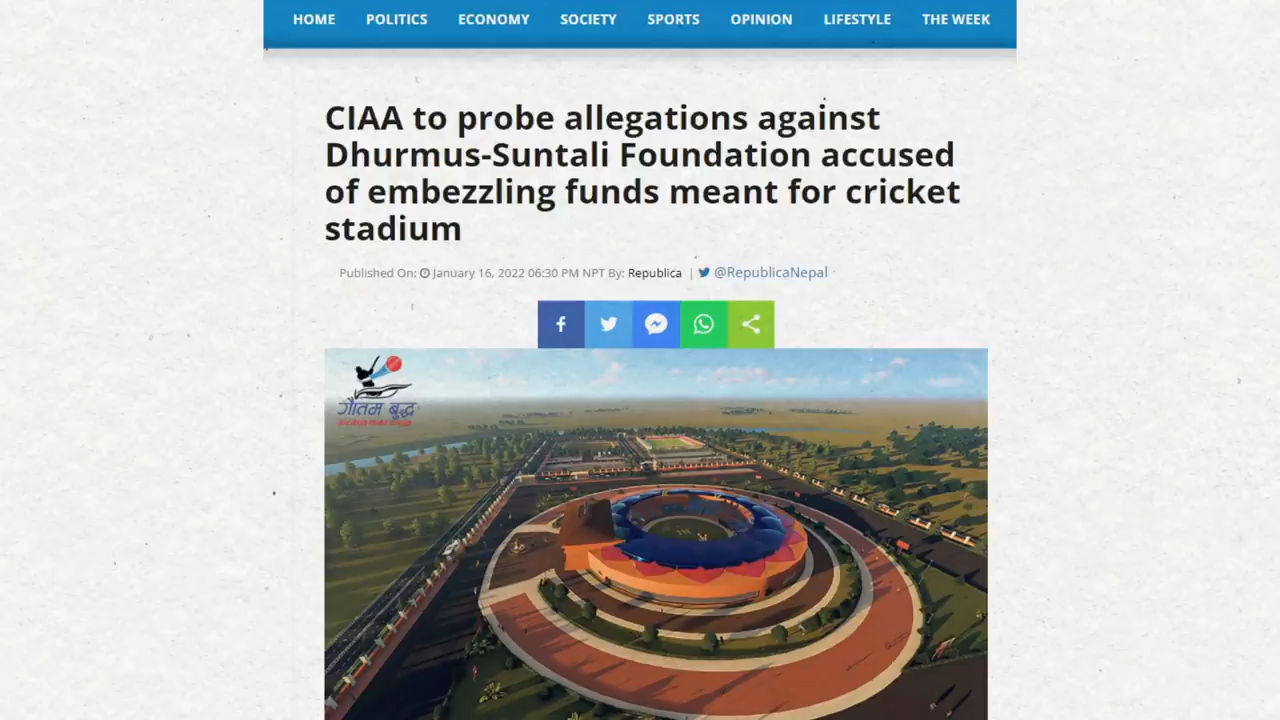 HOME POLITICS ECONOMY SOCIETY SPORTS OPINION LIFESTYLE THE WEEK
CIAA to probe allegations against
Dhurmus-Suntali Foundation accused
of embezzling funds meant for cricket
stadium
Published On: January 16, 2022 06:30 PM NPT By: Republica | @RepublicaNepal
गौतम बुद्ध